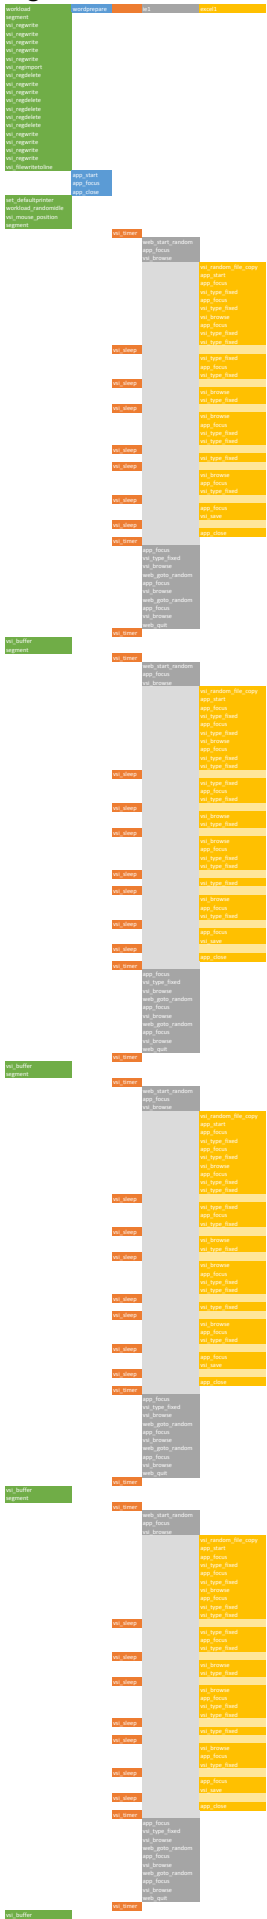 workload wordprepare ie1 excel1
segment
vsi_regwrite
vsi_regwrite
vsi_regwrite
vsi_regwrite
vsi_regwrite
vsi_regimport
vsi_regdelete
vsi_regwrite
vsi_regwrite
vsi_regdelete
vsi_regdelete
vsi_regdelete
vsi_regdelete
vsi_regwrite
vsi_regwrite
vsi_regwrite
vsi_regwrite
vsi_filewritetoline
app_start
app_focus
app_close
set_defaultprinter
workload_randomidle
vsi_mouse_position
segment
vsi_timer
web_start_random
app_focus
vsi_browse
vsi_random_file_copy
app_start
app_focus
vsi_type_fixed
app_focus
vsi_type_fixed
vsi_browse
app_focus
vsi_type_fixed
vsi_type_fixed
vsi_sleep
vsi_type_fixed
app_focus
vsi_type_fixed
vsi_sleep
vsi_browse
vsi_type_fixed
vsi_sleep
vsi_browse
app_focus
vsi_type_fixed
vsi_type_fixed
vsi_sleep
vsi_type_fixed
vsi_sleep
vsi_browse
app_focus
vsi_type_fixed
vsi_sleep
app_focus
vsi_save
vsi_sleep
app_close
vsi_timer
app_focus
vsi_type_fixed
vsi_browse
web_goto_random
app_focus
vsi_browse
web_goto_random
app_focus
vsi_browse
web_quit
vsi_timer
vsi_buffer
segment
vsi_timer
web_start_random
app_focus
vsi_browse
vsi_random_file_copy
app_start
app_focus
vsi_type_fixed
app_focus
vsi_type_fixed
vsi_browse
app_focus
vsi_type_fixed
vsi_type_fixed
vsi_sleep
vsi_type_fixed
app_focus
vsi_type_fixed
vsi_sleep
vsi_browse
vsi_type_fixed
vsi_sleep
vsi_browse
app_focus
vsi_type_fixed
vsi_type_fixed
vsi_sleep
vsi_type_fixed
vsi_sleep
vsi_browse
app_focus
vsi_type_fixed
vsi_sleep
app_focus
vsi_save
vsi_sleep
app_close
vsi_timer
app_focus
vsi_type_fixed
vsi_browse
web_goto_random
app_focus
vsi_browse
web_goto_random
app_focus
vsi_browse
web_quit
vsi_timer
vsi_buffer
segment
vsi_timer
web_start_random
app_focus
vsi_browse
vsi_random_file_copy
app_start
app_focus
vsi_type_fixed
app_focus
vsi_type_fixed
vsi_browse
app_focus
vsi_type_fixed
vsi_type_fixed
vsi_sleep
vsi_type_fixed
app_focus
vsi_type_fixed
vsi_sleep
vsi_browse
vsi_type_fixed
vsi_sleep
vsi_browse
app_focus
vsi_type_fixed
vsi_type_fixed
vsi_sleep
vsi_type_fixed
vsi_sleep
vsi_browse
app_focus
vsi_type_fixed
vsi_sleep
app_focus
vsi_save
vsi_sleep
app_close
vsi_timer
app_focus
vsi_type_fixed
vsi_browse
web_goto_random
app_focus
vsi_browse
web_goto_random
app_focus
vsi_browse
web_quit
vsi_timer
vsi_buffer
segment
vsi_timer
web_start_random
app_focus
vsi_browse
vsi_random_file_copy
app_start
app_focus
vsi_type_fixed
app_focus
vsi_type_fixed
vsi_browse
app_focus
vsi_type_fixed
vsi_type_fixed
vsi_sleep
vsi_type_fixed
app_focus
vsi_type_fixed
vsi_sleep
vsi_browse
vsi_type_fixed
vsi_sleep
vsi_browse
app_focus
vsi_type_fixed
vsi_type_fixed
vsi_sleep
vsi_type_fixed
vsi_sleep
vsi_browse
app_focus
vsi_type_fixed
vsi_sleep
app_focus
vsi_save
vsi_sleep
app_close
vsi_timer
app_focus
vsi_type_fixed
vsi_browse
web_goto_random
app_focus
vsi_browse
web_goto_random
app_focus
vsi_browse
web_quit
vsi_timer
vsi_buffer